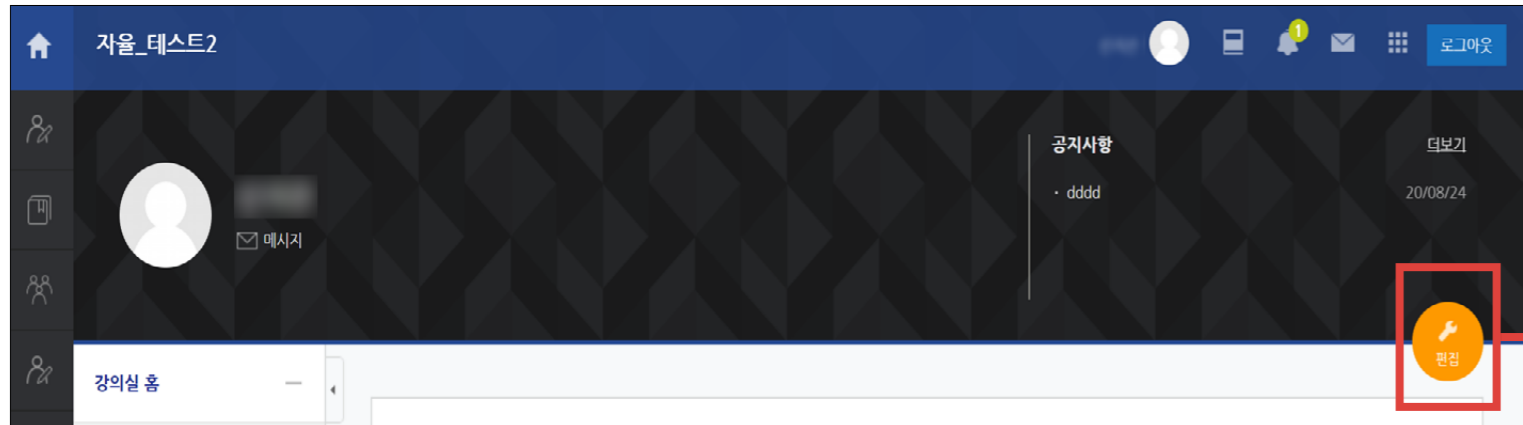 자율_테스트2
1
로그아웃
공지사항
더보기
· dddd
20/08/24
메시지
편집
강의실 홈